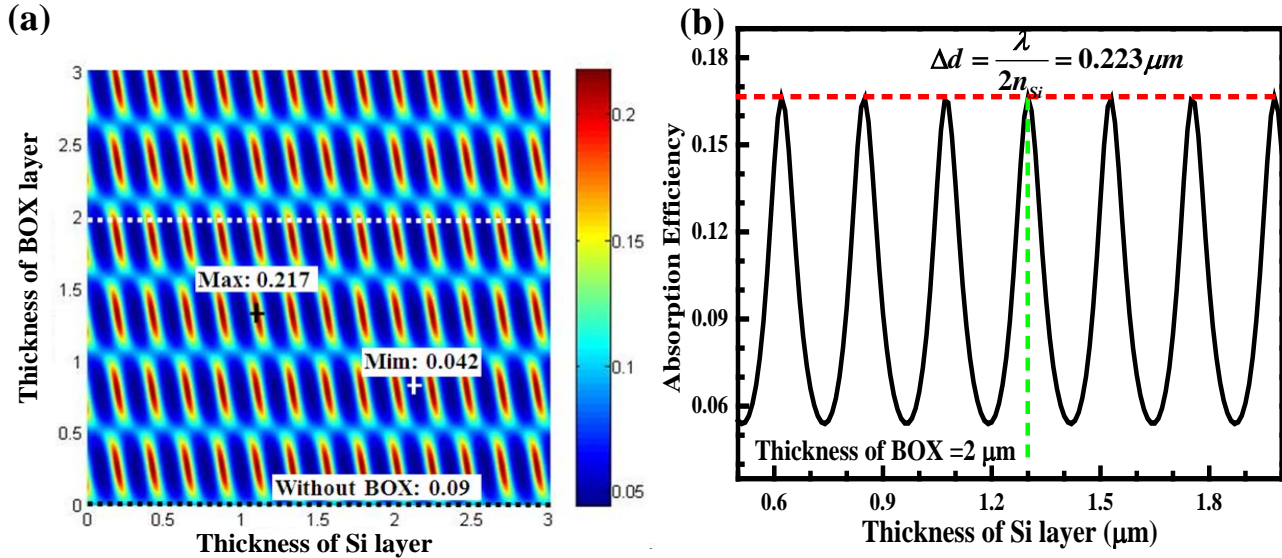 (a)
Thickness of BOX layer
3
2.5
2
1.5
1
0.5
0
Max: 0.217
Mim: 0.042
Without BOX: 0.09
0 0.5 1 1.5 2 2.5 3
Thickness of Si layer
0.2
0.15
0.1
0.05
(b)
Absorption Efficiency
0.18
0.15
0.12
0.09
0.06
Δd = λ / 2n_Si = 0.223 μm
Thickness of BOX =2 μm
0.6 0.9 1.2 1.5 1.8
Thickness of Si layer (μm)